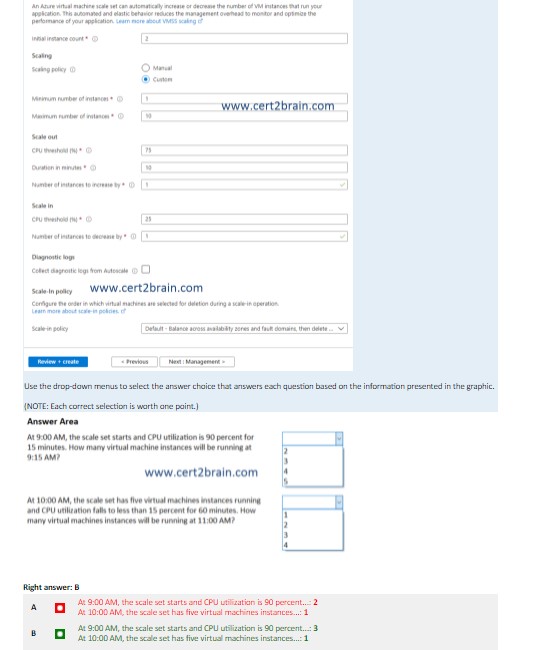 An Azure virtual machine scale set can automatically increase or decrease the number of VM instances that run your
application. This automated and elastic behavior reduces the management overhead to monitor and optimize the
performance of your application. Learn more about VMSS scaling
Initial instance count * 2
Scaling
Scaling policy Manual
Custom
Minimum number of instances * 1
www.cert2brain.com
Maximum number of instances * 10
Scale out
CPU threshold (%) * 75
Duration in minutes * 10
Number of instances to increase by * 1
Scale in
CPU threshold (%) * 25
Number of instances to decrease by * 1
Diagnostic logs
Collect diagnostic logs from Autoscale
Scale-In policy www.cert2brain.com
Configure the order in which virtual machines are selected for deletion during a scale-in operation.
Learn more about scale-in policies.
Scale-in policy Default - Balance across availability zones and fault domains, then delete ...
Review + create < Previous Next : Management >
Use the drop-down menus to select the answer choice that answers each question based on the information presented in the graphic.
(NOTE: Each correct selection is worth one point.)
Answer Area
At 9:00 AM, the scale set starts and CPU utilization is 90 percent for
15 minutes. How many virtual machine instances will be running at
9:15 AM?
2
3
4
5
www.cert2brain.com
At 10:00 AM, the scale set has five virtual machines instances running
and CPU utilization falls to less than 15 percent for 60 minutes. How
many virtual machines instances will be running at 11:00 AM?
1
2
3
4
Right answer: B
A At 9:00 AM, the scale set starts and CPU utilization is 90 percent...: 2
At 10:00 AM, the scale set has five virtual machines instances...: 1
B At 9:00 AM, the scale set starts and CPU utilization is 90 percent...: 3
At 10:00 AM, the scale set has five virtual machines instances...: 1